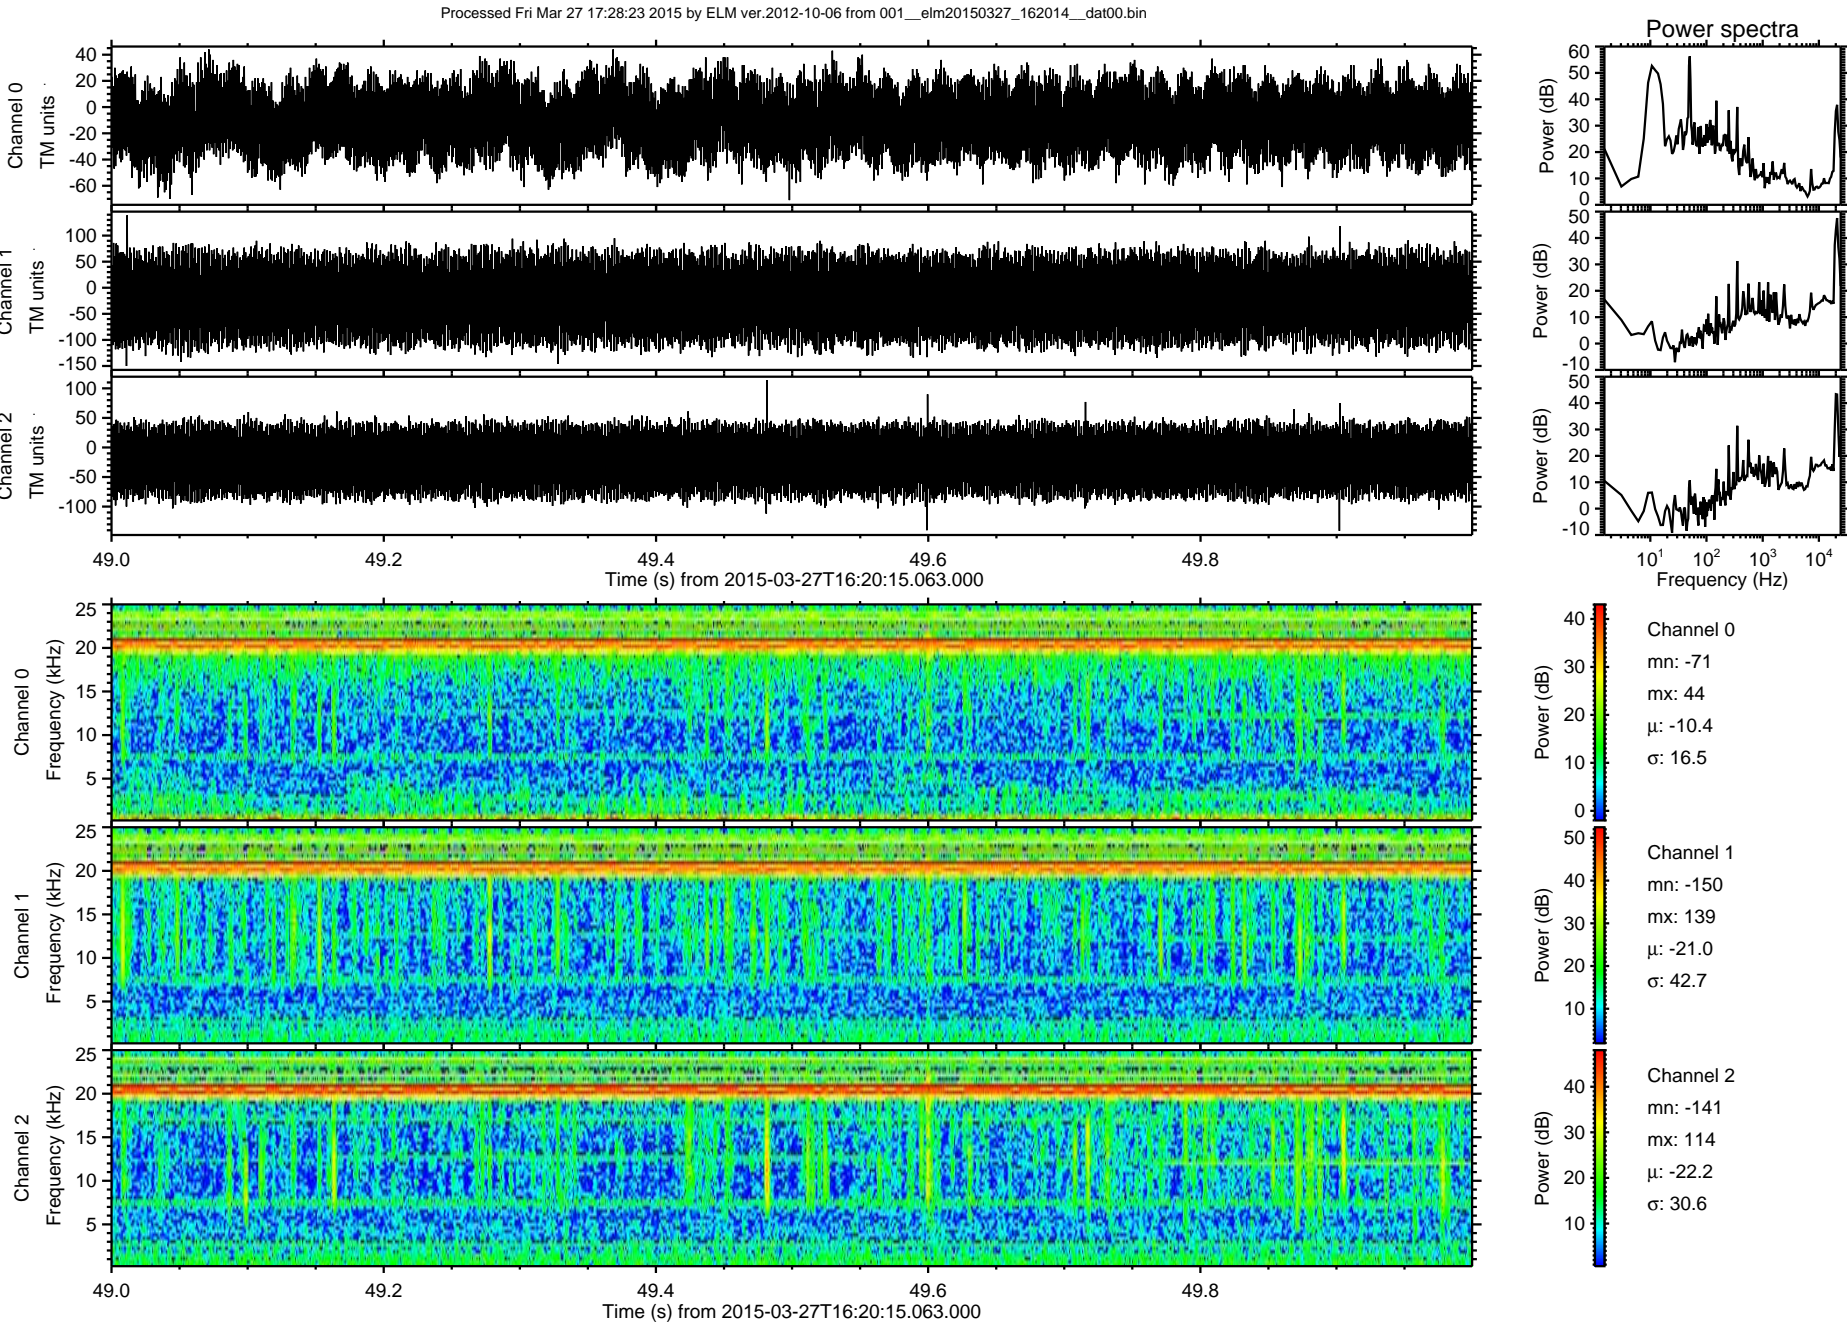 Processed Fri Mar 27 17:28:23 2015 by ELM ver.2012-10-06 from 001__elm20150327_162014__dat00.bin
Power spectra
Channel 0
TM units
40
20
0
-20
-40
-60
Power (dB)
60
50
40
30
20
10
0
Channel 1
TM units
100
50
0
-50
-100
-150
Power (dB)
50
40
30
20
10
0
-10
Channel 2
TM units
100
50
0
-50
-100
Power (dB)
50
40
30
20
10
0
-10
49.0 49.2 49.4 49.6 49.8
Time (s) from 2015-03-27T16:20:15.063.000
10¹ 10² 10³ 10⁴
Frequency (Hz)
Channel 0
Frequency (kHz)
25
20
15
10
5
Power (dB)
40
30
20
10
0
Channel 0
mn: -71
mx: 44
μ: -10.4
σ: 16.5
Channel 1
Frequency (kHz)
25
20
15
10
5
Power (dB)
50
40
30
20
10
Channel 1
mn: -150
mx: 139
μ: -21.0
σ: 42.7
Channel 2
Frequency (kHz)
25
20
15
10
5
Power (dB)
40
30
20
10
Channel 2
mn: -141
mx: 114
μ: -22.2
σ: 30.6
49.0 49.2 49.4 49.6 49.8
Time (s) from 2015-03-27T16:20:15.063.000